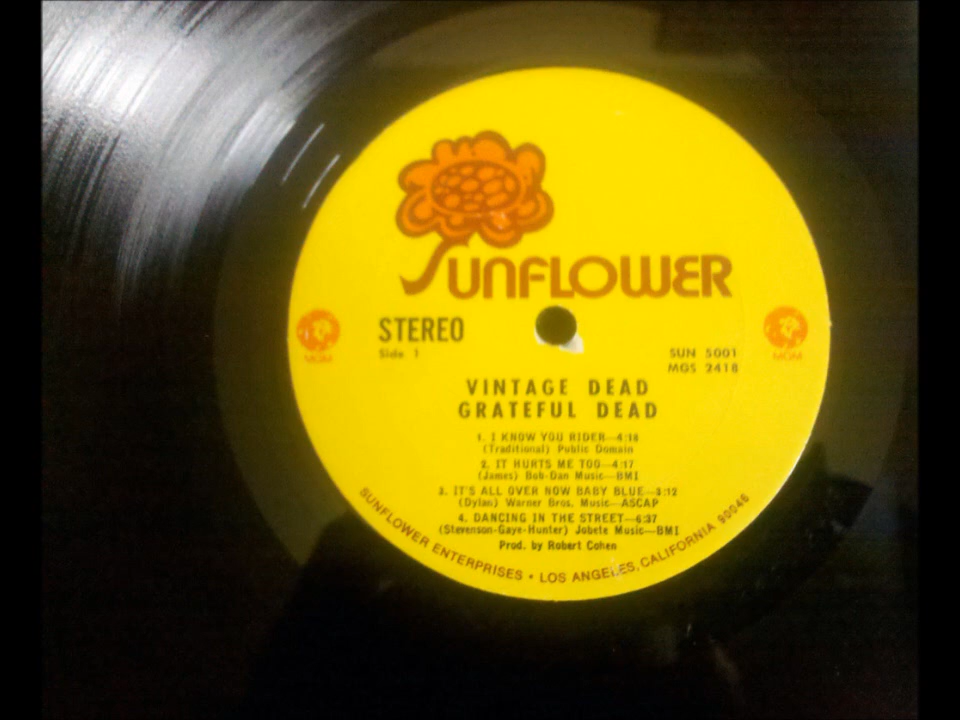 SUNFLOWER
STEREO
Side 1
SUN 5001
MGS 2418
MGM
MGM
VINTAGE DEAD
GRATEFUL DEAD
1. I KNOW YOU RIDER—4:18
(Traditional) Public Domain
2. IT HURTS ME TOO—4:17
(James) Bob-Dan Music—BMI
3. IT'S ALL OVER NOW BABY BLUE—3:12
(Dylan) Warner Bros. Music—ASCAP
4. DANCING IN THE STREET—6:37
(Stevenson-Gaye-Hunter) Jobete Music—BMI
Prod. by Robert Cohen
SUNFLOWER ENTERPRISES • LOS ANGELES, CALIFORNIA 90046